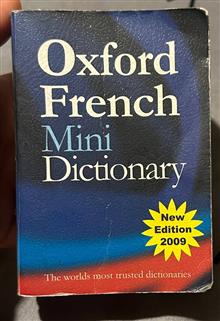 Oxford
French
Mini
Dictionary
New
Edition
2009
The worlds most trusted dictionaries